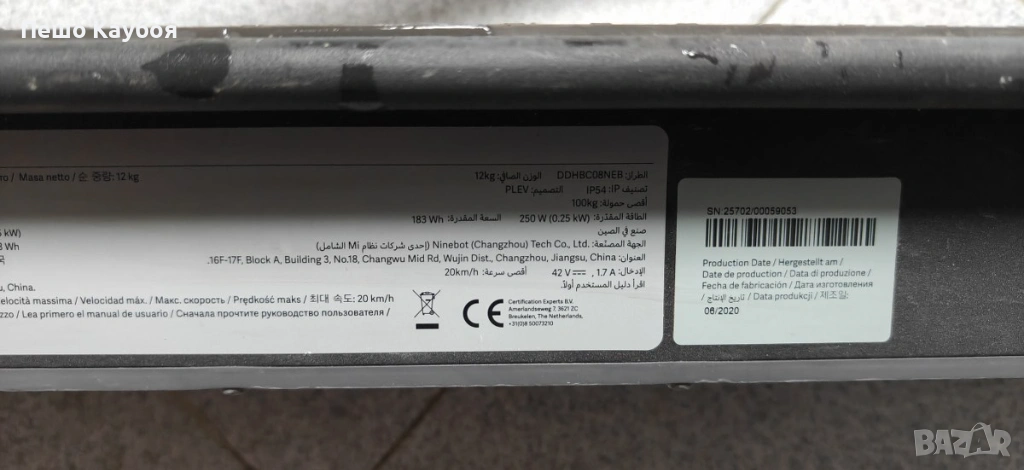 Пешо Каубоя
ro / Masa netto / 순 중량: 12 kg
الطراز: DDHBC08NEB الوزن الصافي: 12kg
تصنيف IP: IP54 التصميم: PLEV
أقصى حمولة: 100kg
الطاقة المقدّرة: 250 W (0.25 kW) السعة المقدرة: 183 Wh
صنع في الصين
الجهة المصنّعة: Ninebot (Changzhou) Tech Co., Ltd. (إحدى شركات نظام Mi الشامل)
العنوان: 16F-17F, Block A, Building 3, No.18, Changwu Mid Rd, Wujin Dist., Changzhou, Jiangsu, China.
الإدخال: 42 V⎓, 1.7 A أقصى سرعة: 20km/h
اقرأ دليل المستخدم أولاً.
5 kW)
3 Wh
국
u, China.
elocità massima / Velocidad máx. / Макс. скорость / Prędkość maks / 최대 속도: 20 km/h
zzo / Lea primero el manual de usuario / Сначала прочтите руководство пользователя /
CE
Certification Experts B.V.
Amerlandseweg 7, 3621 ZC
Breukelen, The Netherlands,
+31(0)8 50073210
SN:25702/00059053
Production Date / Hergestellt am /
Date de production / Data di produzione /
Fecha de fabricación / Дата изготовления
/ تاريخ الإنتاج / Data produkcji / 제조일:
06/2020
BAZAR